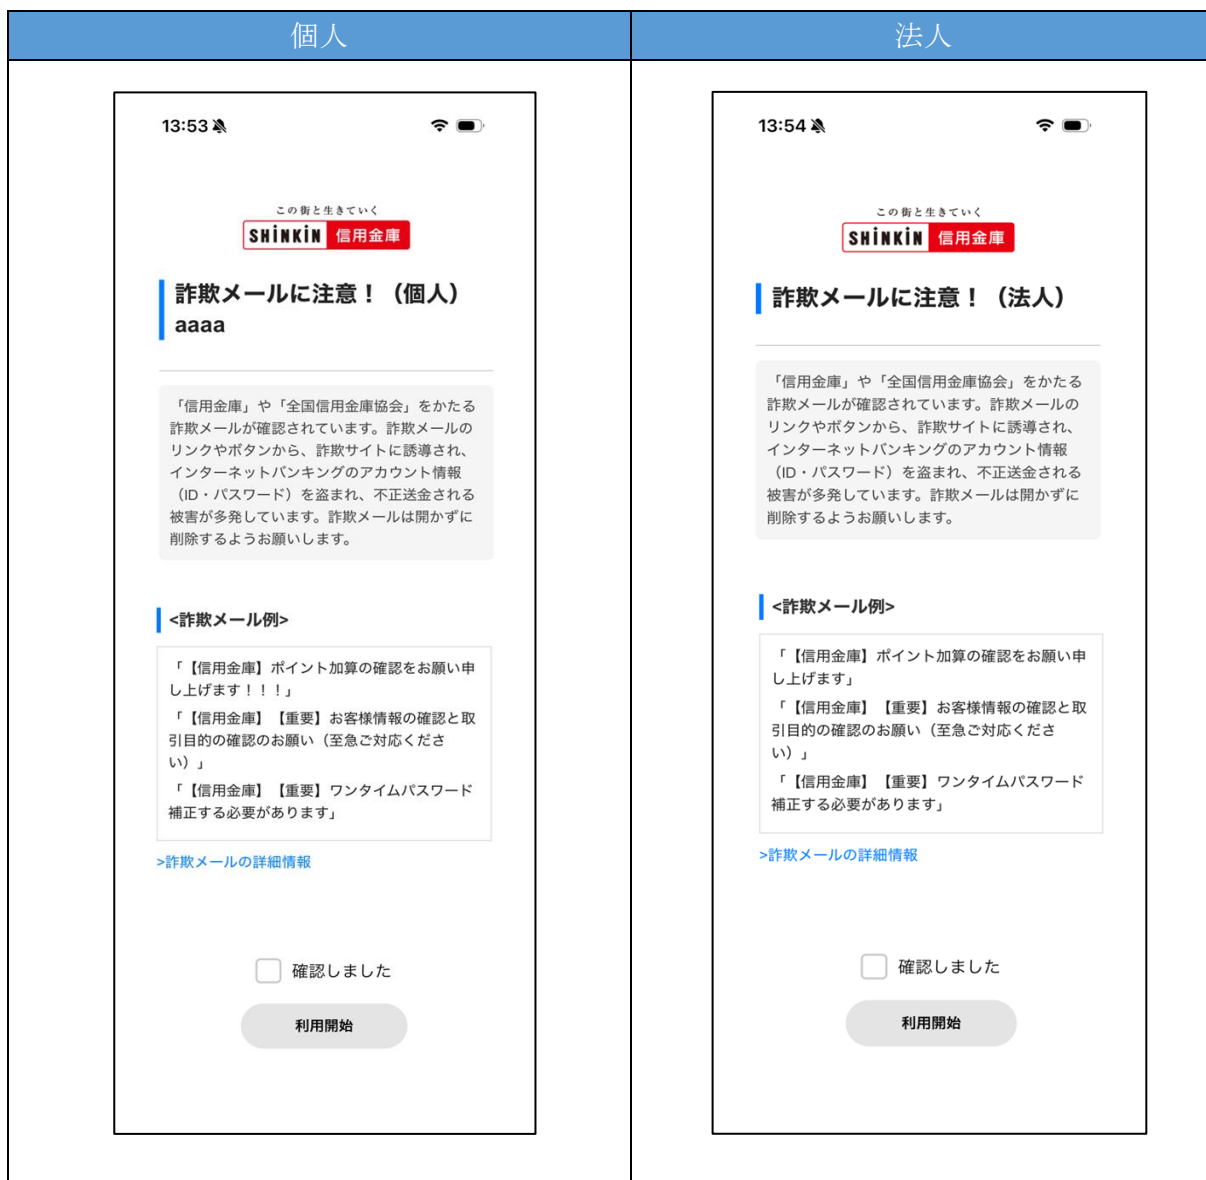 個人
13:53
この街と生きていく
SHINKIN 信用金庫
詐欺メールに注意！（個人）
aaaa
「信用金庫」や「全国信用金庫協会」をかたる
詐欺メールが確認されています。詐欺メールの
リンクやボタンから、詐欺サイトに誘導され、
インターネットバンキングのアカウント情報
（ID・パスワード）を盗まれ、不正送金される
被害が多発しています。詐欺メールは開かずに
削除するようお願いします。
<詐欺メール例>
「【信用金庫】ポイント加算の確認をお願い申
し上げます！！！」
「【信用金庫】【重要】お客様情報の確認と取
引目的の確認のお願い（至急ご対応くださ
い）」
「【信用金庫】【重要】ワンタイムパスワード
補正する必要があります」
>詐欺メールの詳細情報
確認しました
利用開始
法人
13:54
この街と生きていく
SHINKIN 信用金庫
詐欺メールに注意！（法人）
「信用金庫」や「全国信用金庫協会」をかたる
詐欺メールが確認されています。詐欺メールの
リンクやボタンから、詐欺サイトに誘導され、
インターネットバンキングのアカウント情報
（ID・パスワード）を盗まれ、不正送金される
被害が多発しています。詐欺メールは開かずに
削除するようお願いします。
<詐欺メール例>
「【信用金庫】ポイント加算の確認をお願い申
し上げます」
「【信用金庫】【重要】お客様情報の確認と取
引目的の確認のお願い（至急ご対応くださ
い）」
「【信用金庫】【重要】ワンタイムパスワード
補正する必要があります」
>詐欺メールの詳細情報
確認しました
利用開始